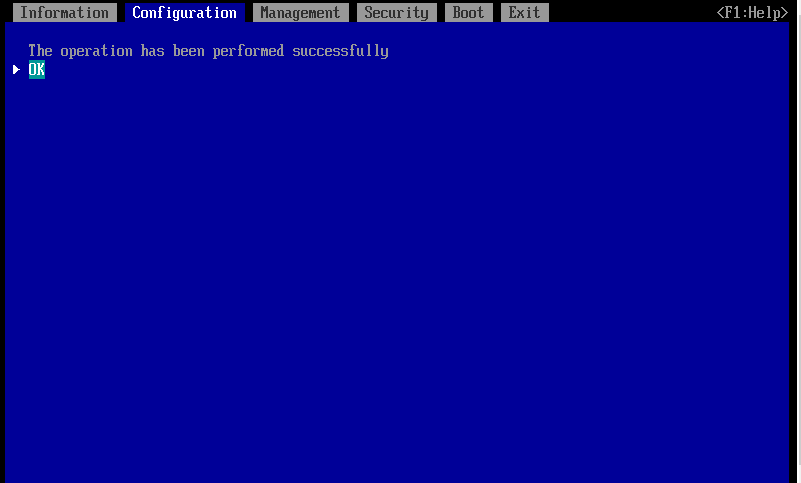 Information Configuration Management Security Boot Exit <F1:Help>
The operation has been performed successfully
OK